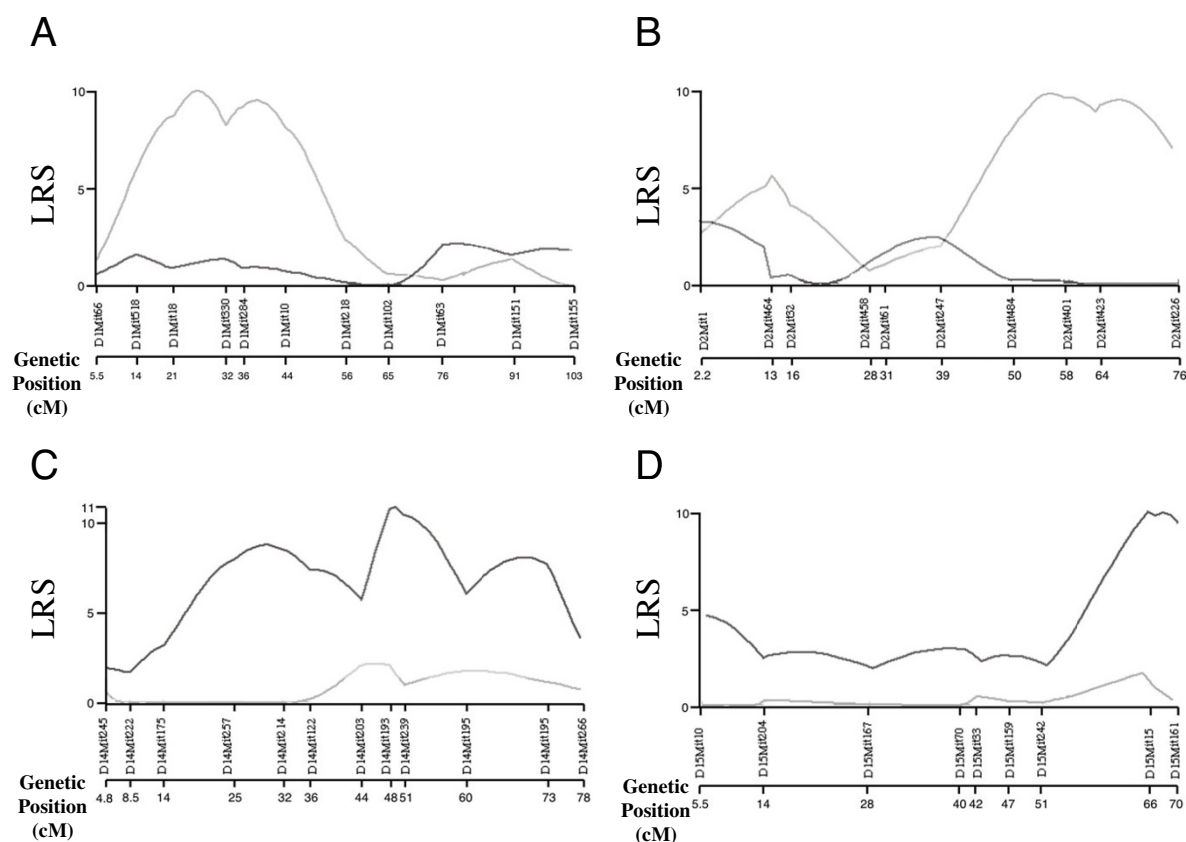 A
10
5
0
LRS
D1Mit66
D1Mit518
D1Mit18
D1Mit330
D1Mit284
D1Mit10
D1Mit218
D1Mit102
D1Mit63
D1Mit151
D1Mit155
Genetic
Position
(cM)
5.5 14 21 32 36 44 56 65 76 91 103
B
10
5
0
LRS
D2Mit1
D2Mit464
D2Mit32
D2Mit458
D2Mit61
D2Mit247
D2Mit484
D2Mit401
D2Mit423
D2Mit226
Genetic
Position
(cM)
2.2 13 16 28 31 39 50 58 64 76
C
11
10
5
0
LRS
D14Mit245
D14Mit222
D14Mit175
D14Mit257
D14Mit214
D14Mit122
D14Mit203
D14Mit193
D14Mit239
D14Mit195
D14Mit195
D14Mit266
Genetic
Position
(cM)
4.8 8.5 14 25 32 36 44 48 51 60 73 78
D
10
5
0
LRS
D15Mit10
D15Mit204
D15Mit167
D15Mit70
D15Mit33
D15Mit159
D15Mit242
D15Mit15
D15Mit161
Genetic
Position
(cM)
5.5 14 28 40 42 47 51 66 70